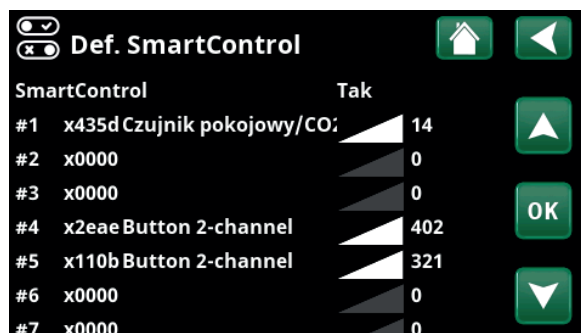 Def. SmartControl
SmartControl Tak
#1 x435d Czujnik pokojowy/CO2 14
#2 x0000 0
#3 x0000 0
#4 x2eae Button 2-channel 402
#5 x110b Button 2-channel 321
#6 x0000 0
#7 x0000 0
OK